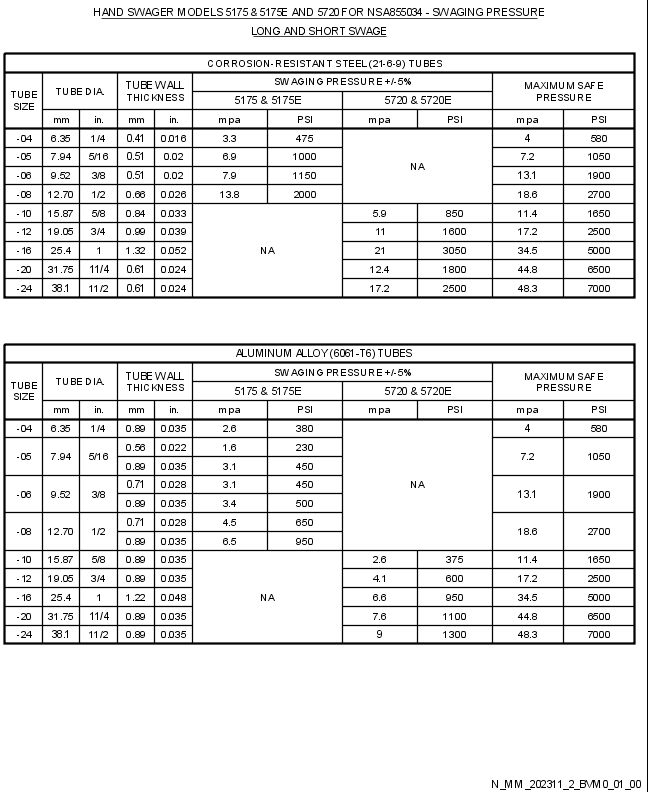 HAND SWAGER MODELS 5175 & 5175E AND 5720 FOR NSA855034 - SWAGING PRESSURE
LONG AND SHORT SWAGE
CORROSION-RESISTANT STEEL (21-6-9) TUBES
TUBE SIZE TUBE DIA. TUBE WALL THICKNESS SWAGING PRESSURE +/-5% MAXIMUM SAFE PRESSURE
5175 & 5175E 5720 & 5720E
mm in. mm in. mpa PSI mpa PSI mpa PSI
-04 6.35 1/4 0.41 0.016 3.3 475 NA 4 580
-05 7.94 5/16 0.51 0.02 6.9 1000 7.2 1050
-06 9.52 3/8 0.51 0.02 7.9 1150 13.1 1900
-08 12.70 1/2 0.66 0.026 13.8 2000 18.6 2700
-10 15.87 5/8 0.84 0.033 NA 5.9 850 11.4 1650
-12 19.05 3/4 0.99 0.039 11 1600 17.2 2500
-16 25.4 1 1.32 0.052 21 3050 34.5 5000
-20 31.75 11/4 0.61 0.024 12.4 1800 44.8 6500
-24 38.1 11/2 0.61 0.024 17.2 2500 48.3 7000
ALUMINUM ALLOY (6061-T6) TUBES
TUBE SIZE TUBE DIA. TUBE WALL THICKNESS SWAGING PRESSURE +/-5% MAXIMUM SAFE PRESSURE
5175 & 5175E 5720 & 5720E
mm in. mm in. mpa PSI mpa PSI mpa PSI
-04 6.35 1/4 0.89 0.035 2.6 380 NA 4 580
-05 7.94 5/16 0.56 0.022 1.6 230 7.2 1050
0.89 0.035 3.1 450
-06 9.52 3/8 0.71 0.028 3.1 450 13.1 1900
0.89 0.035 3.4 500
-08 12.70 1/2 0.71 0.028 4.5 650 18.6 2700
0.89 0.035 6.5 950
-10 15.87 5/8 0.89 0.035 NA 2.6 375 11.4 1650
-12 19.05 3/4 0.89 0.035 4.1 600 17.2 2500
-16 25.4 1 1.22 0.048 6.6 950 34.5 5000
-20 31.75 11/4 0.89 0.035 7.6 1100 44.8 6500
-24 38.1 11/2 0.89 0.035 9 1300 48.3 7000
N_MM_202311_2_BVM0_01_00